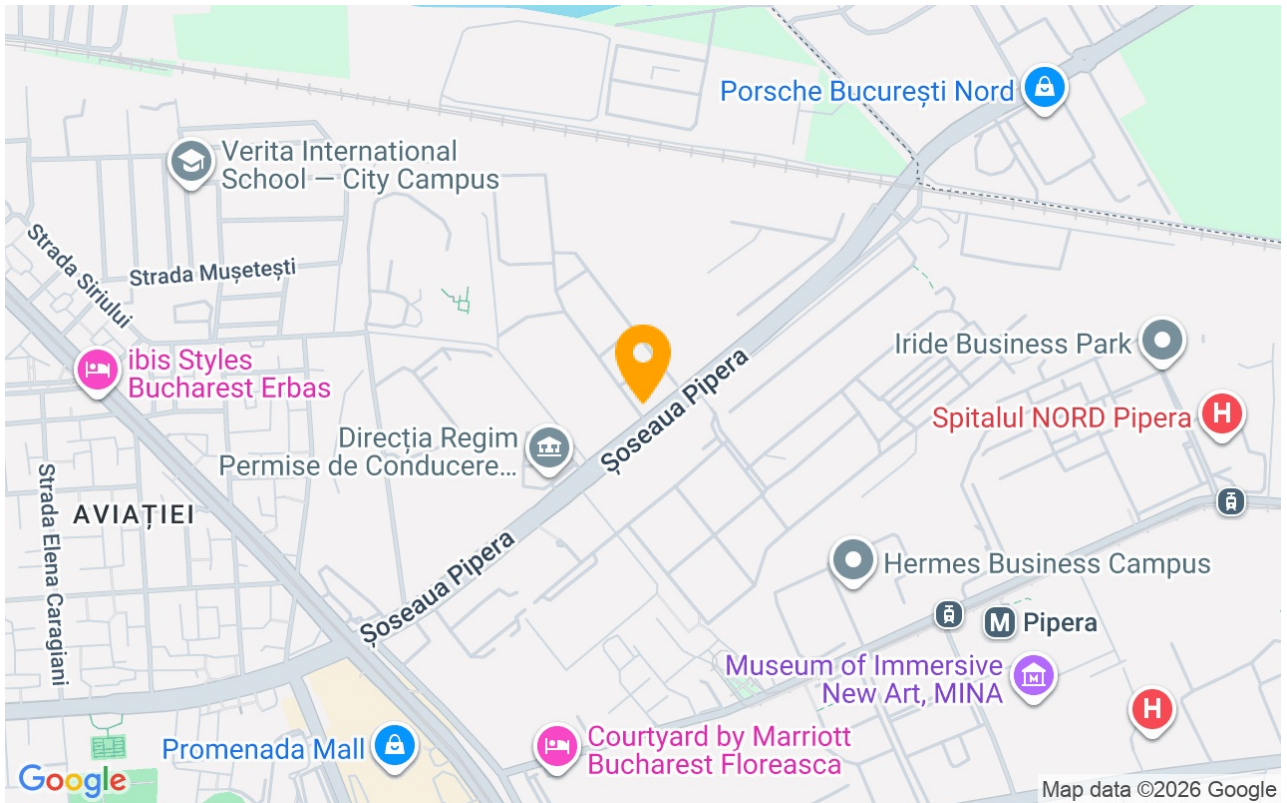 Porsche București Nord
Verita International
School — City Campus
Strada Siriului
Strada Mușetești
Iride Business Park
ibis Styles
Bucharest Erbas
Șoseaua Pipera
Spitalul NORD Pipera
H
Direcția Regim
Permise de Conducere...
Strada Elena Caragiani
AVIAȚIEI
Hermes Business Campus
Șoseaua Pipera
M Pipera
Museum of Immersive
New Art, MINA
H
Promenada Mall
Courtyard by Marriott
Bucharest Floreasca
Google
Map data ©2026 Google